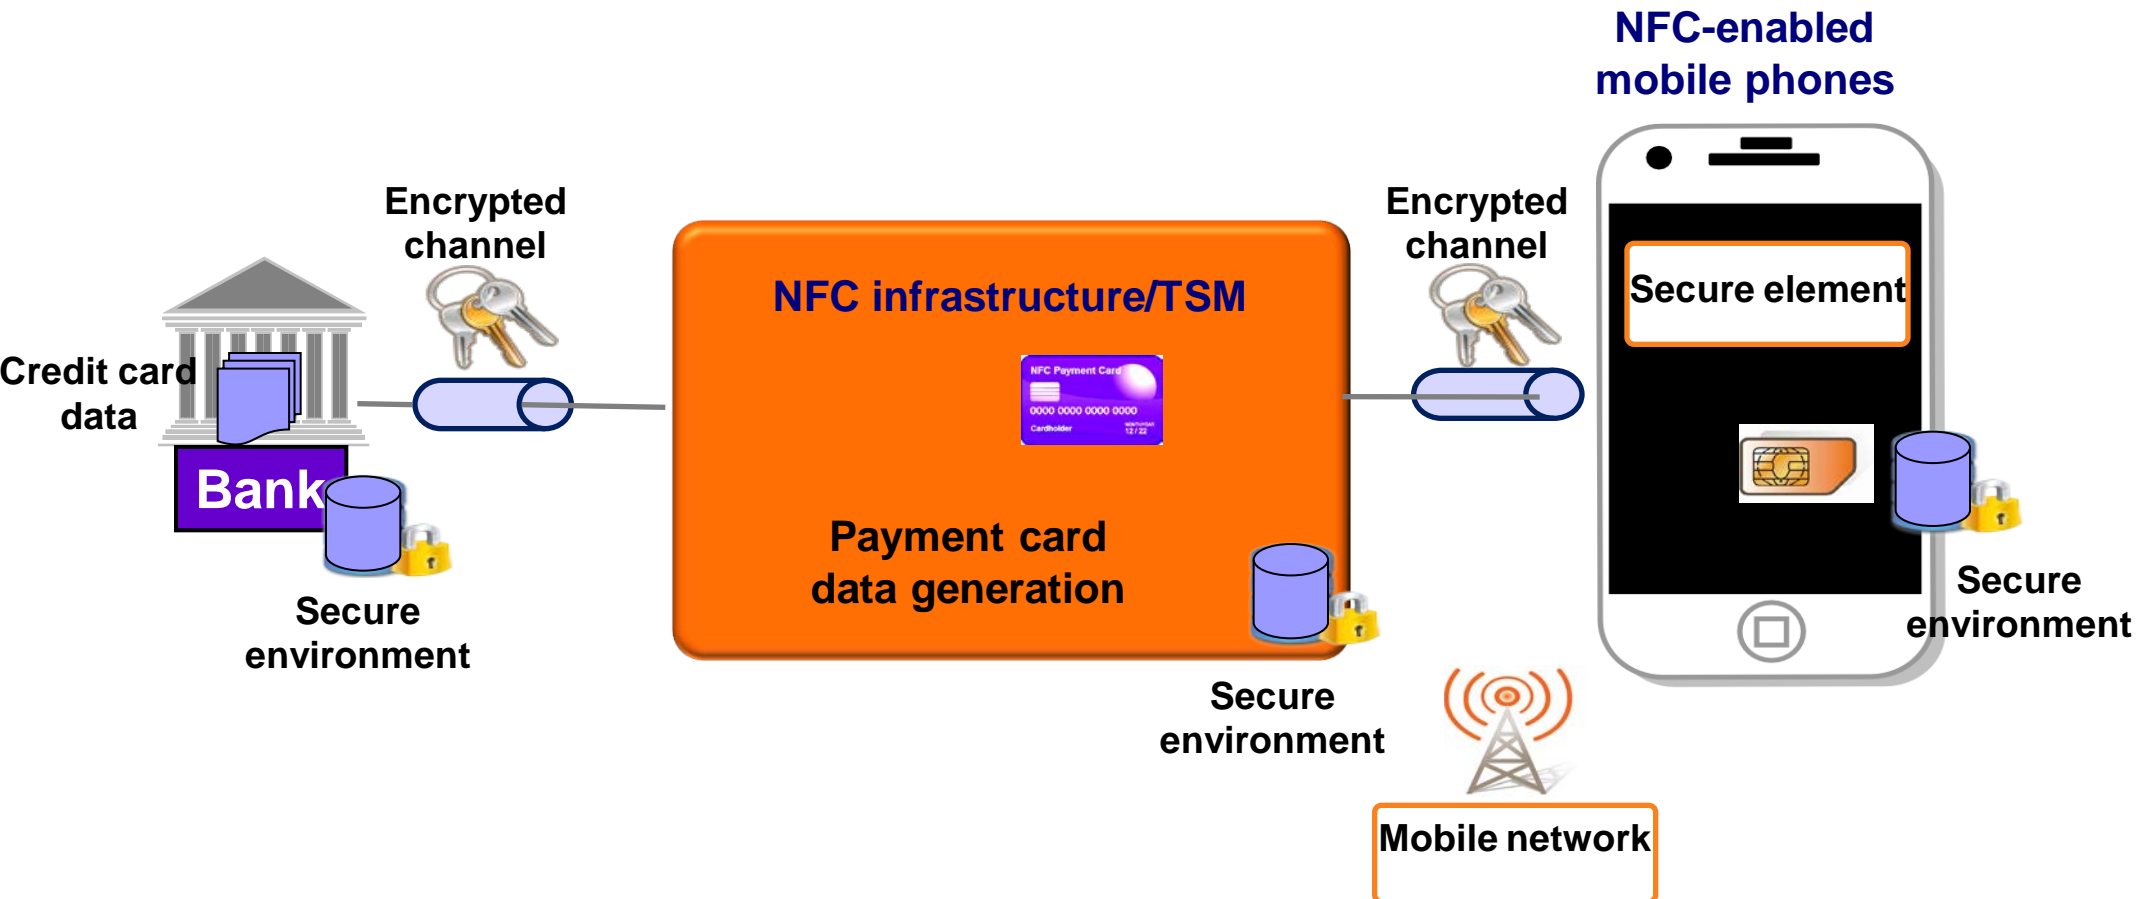 NFC-enabled
mobile phones
Encrypted
channel
Encrypted
channel
NFC infrastructure/TSM
Secure element
Credit card
data
NFC Payment Card
0000 0000 0000 0000
Cardholder
12 / 22
Bank
Payment card
data generation
Secure
environment
Secure
environment
Secure
environment
Mobile network